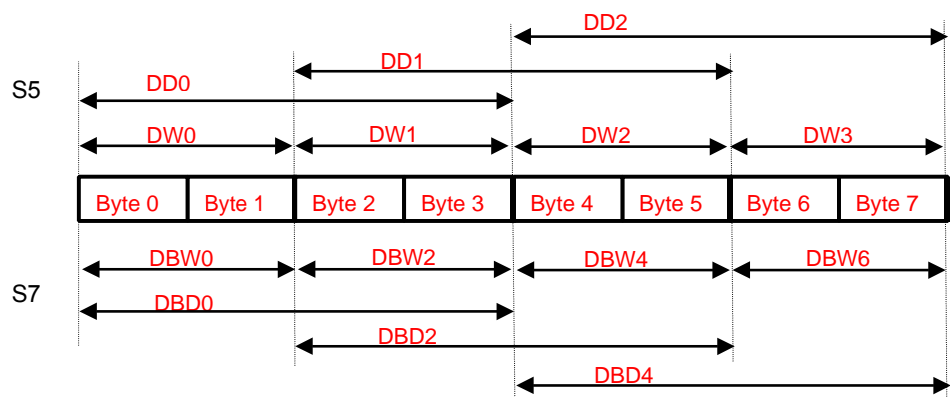 DD2
DD1
S5
DD0
DW0 DW1 DW2 DW3
Byte 0 Byte 1 Byte 2 Byte 3 Byte 4 Byte 5 Byte 6 Byte 7
DBW0 DBW2 DBW4 DBW6
S7
DBD0
DBD2
DBD4